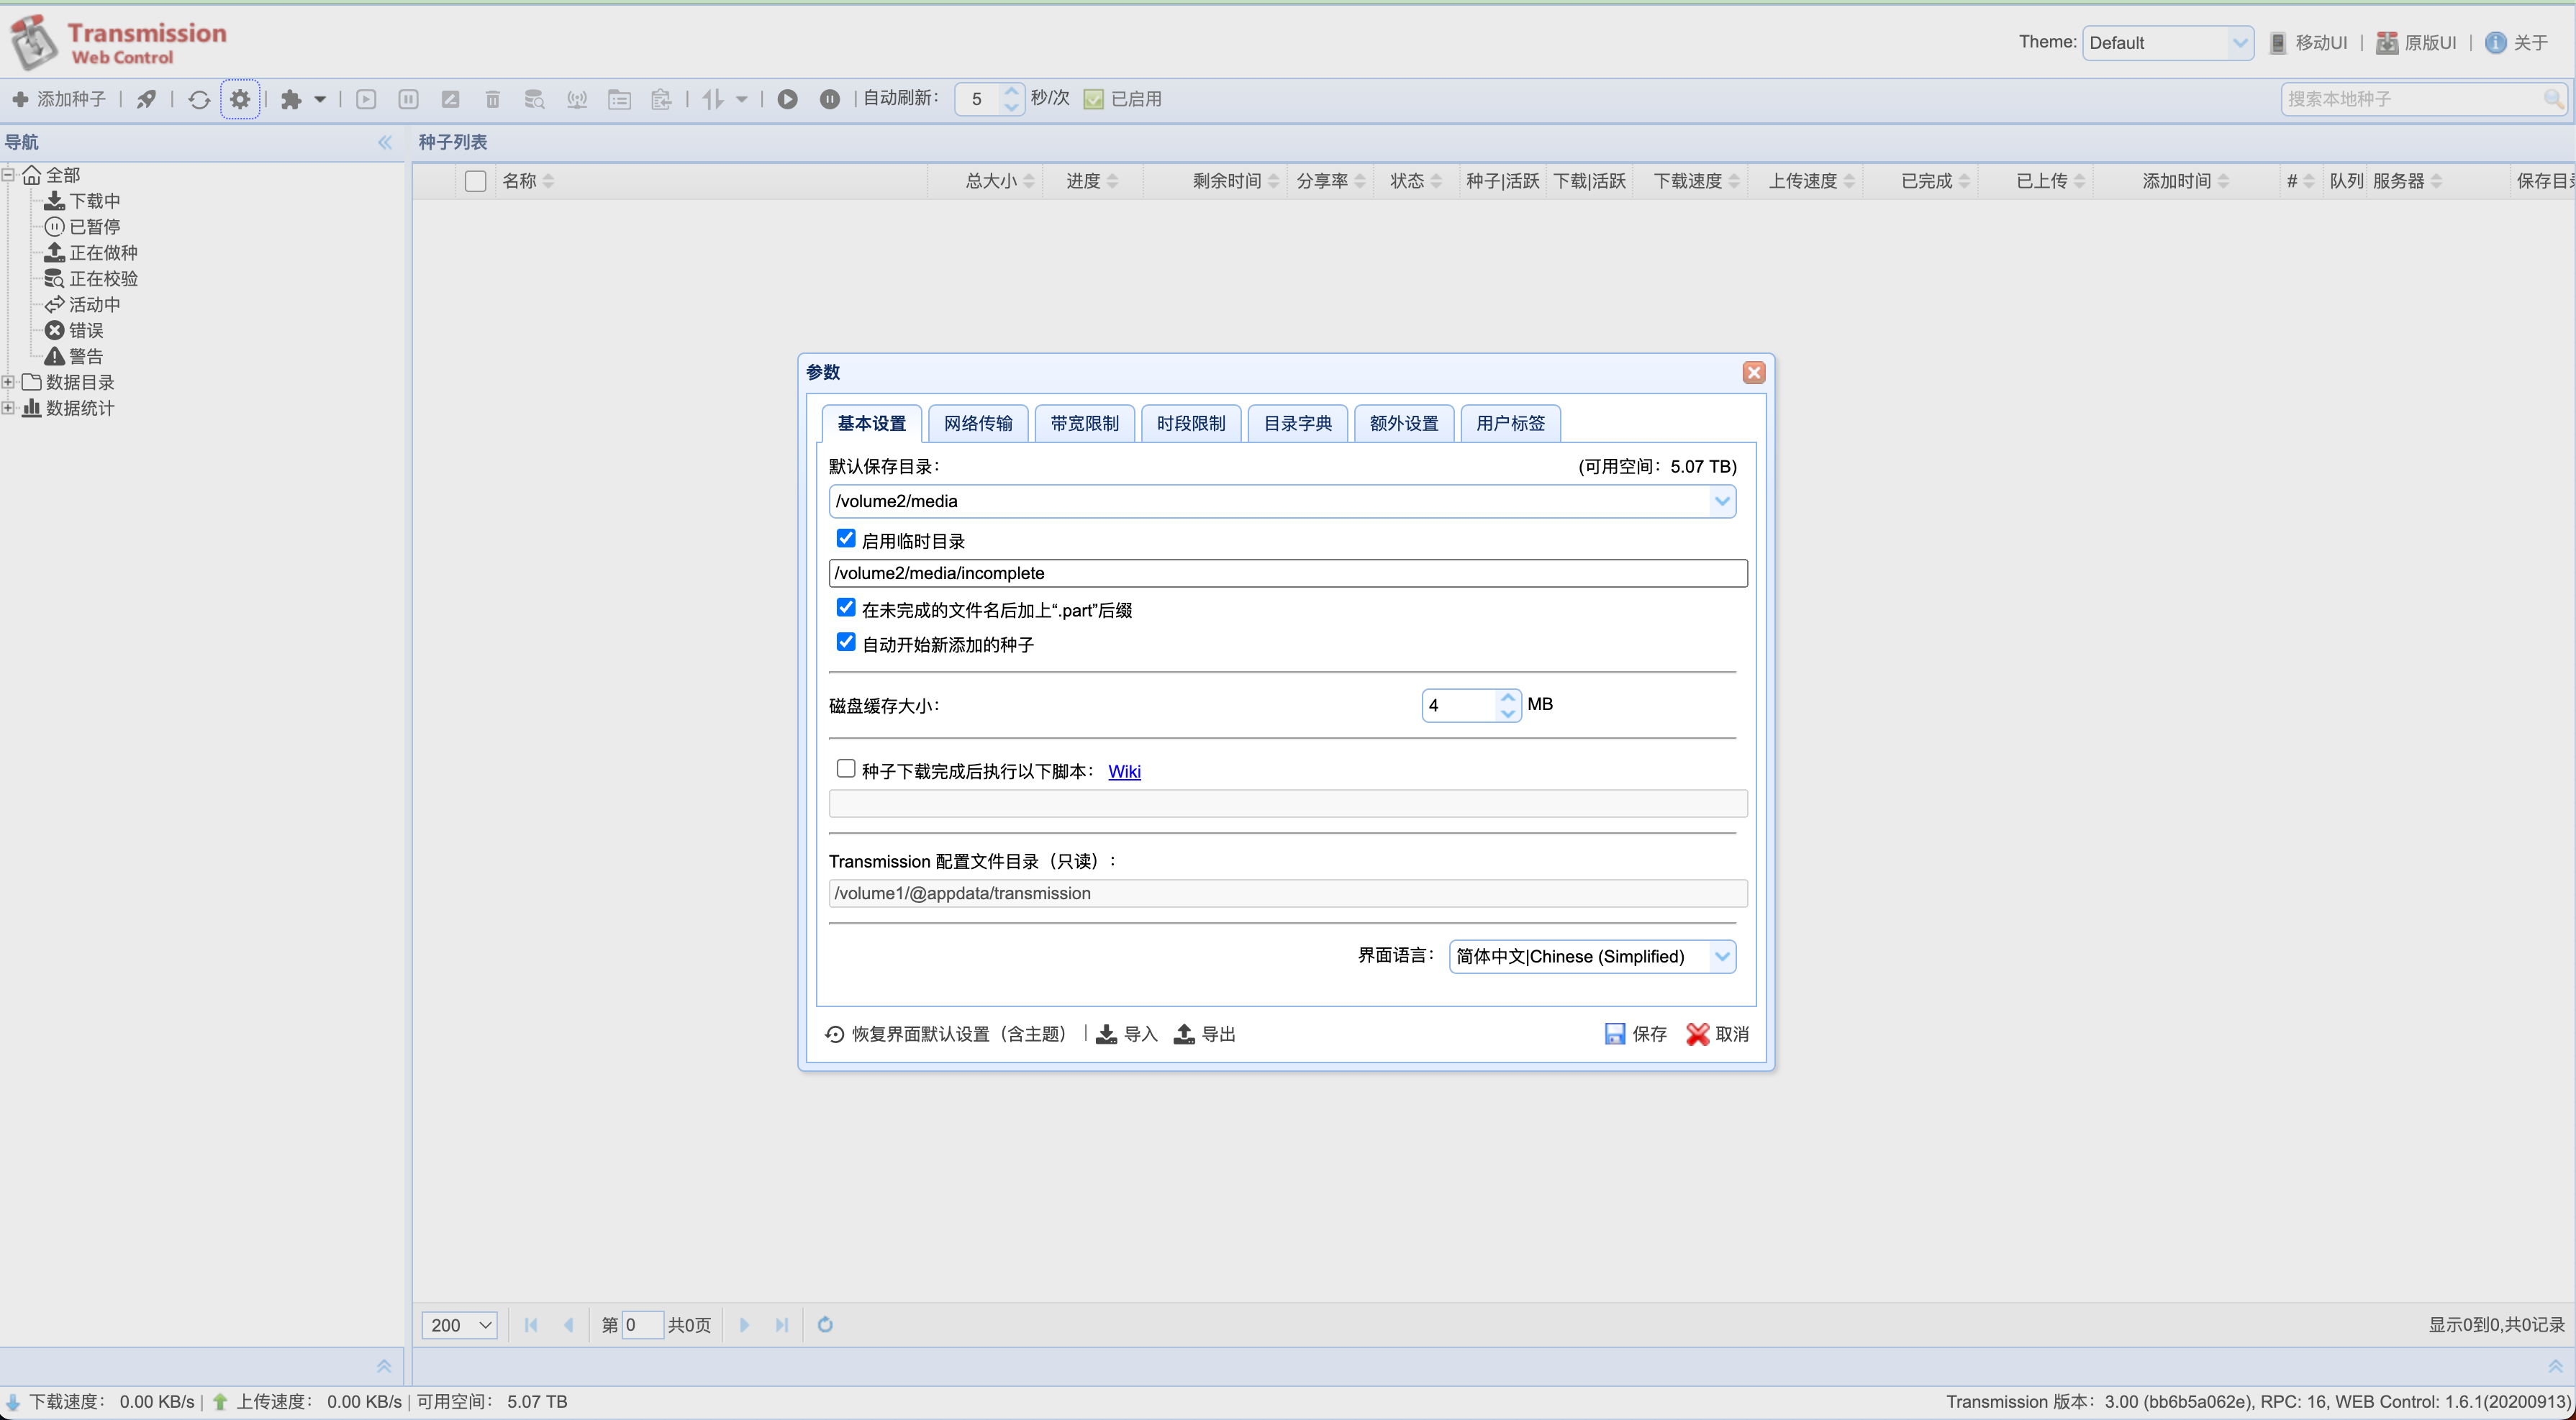 Transmission
Web Control
Theme: Default 移动UI | 原版UI | 关于
添加种子 | | | | | | 自动刷新： 5 秒/次 已启用 搜索本地种子
导航
全部
下载中
已暂停
正在做种
正在校验
活动中
错误
警告
数据目录
数据统计
种子列表
名称 总大小 进度 剩余时间 分享率 状态 种子|活跃 下载|活跃 下载速度 上传速度 已完成 已上传 添加时间 # 队列 服务器 保存目
参数
基本设置 网络传输 带宽限制 时段限制 目录字典 额外设置 用户标签
默认保存目录： (可用空间：5.07 TB)
/volume2/media
启用临时目录
/volume2/media/incomplete
在未完成的文件名后加上“.part”后缀
自动开始新添加的种子
磁盘缓存大小： 4 MB
种子下载完成后执行以下脚本： Wiki
Transmission 配置文件目录（只读）:
/volume1/@appdata/transmission
界面语言： 简体中文|Chinese (Simplified)
恢复界面默认设置（含主题） | 导入 导出 保存 取消
200 第 0 共0页 显示0到0,共0记录
下载速度： 0.00 KB/s | 上传速度： 0.00 KB/s | 可用空间： 5.07 TB Transmission 版本：3.00 (bb6b5a062e), RPC: 16, WEB Control: 1.6.1(20200913)